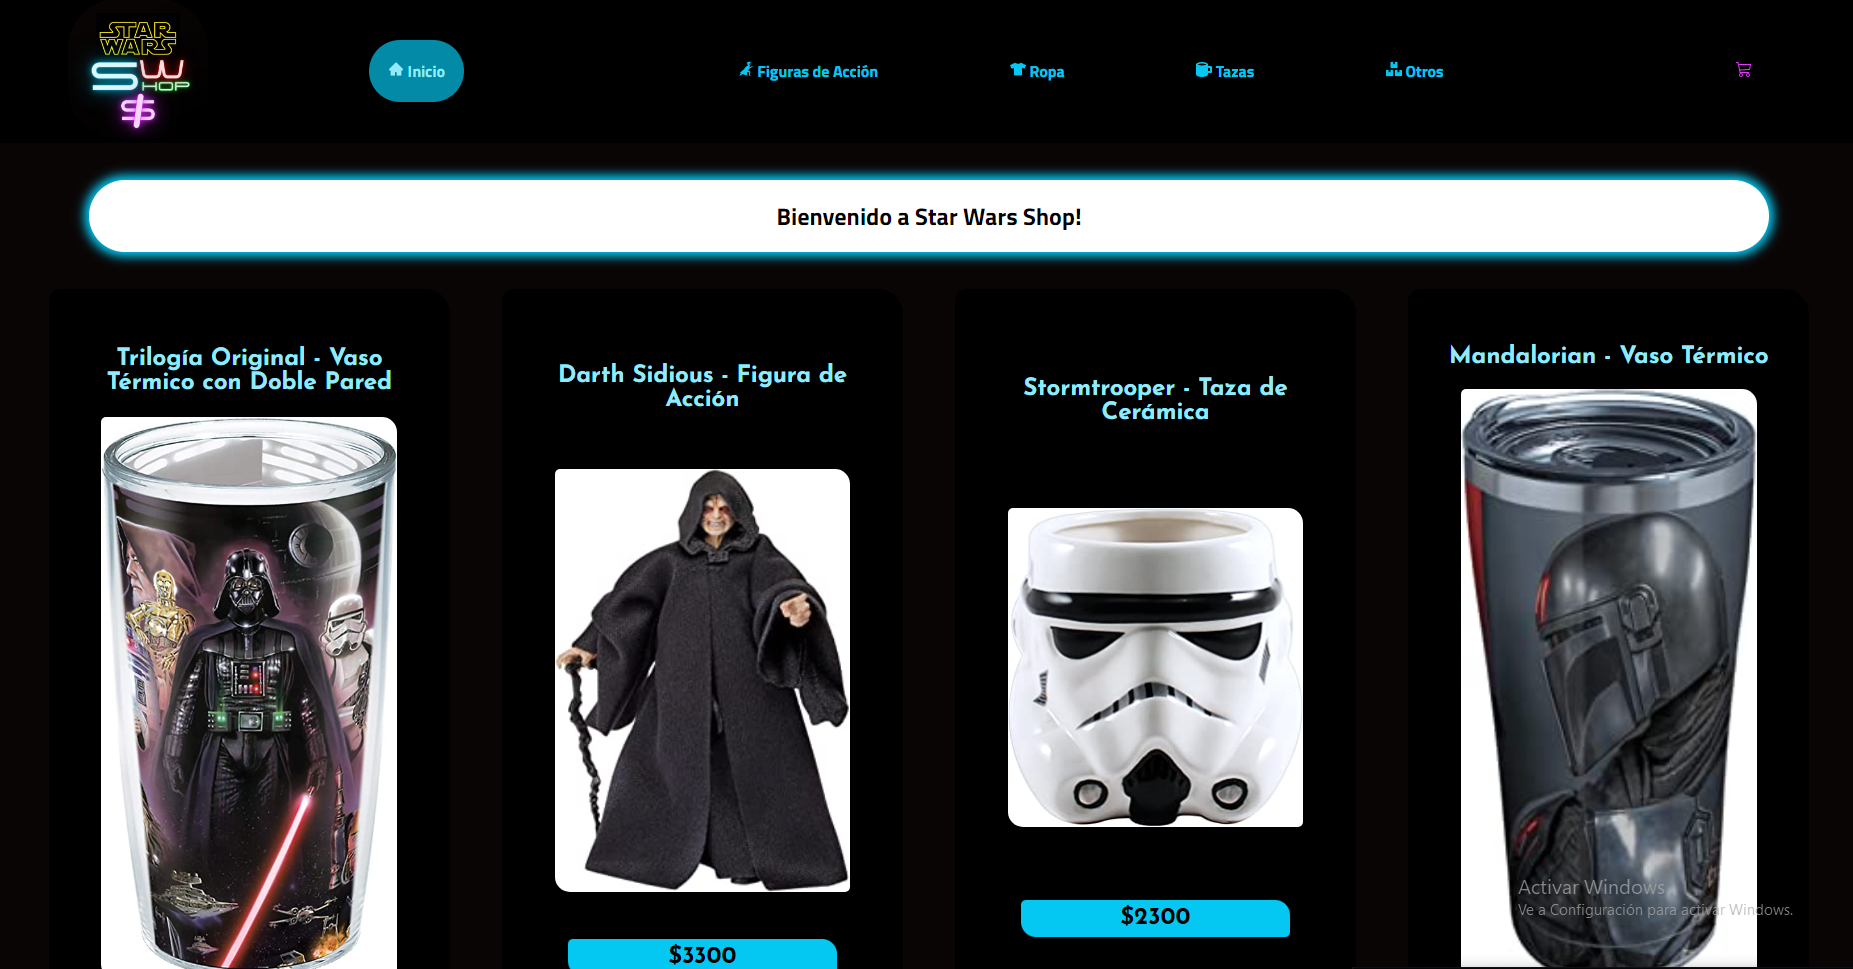 STAR
WARS
SW
HOP
$
Inicio
Figuras de Acción
Ropa
Tazas
Otros
Bienvenido a Star Wars Shop!
Trilogía Original - Vaso
Térmico con Doble Pared
Darth Sidious - Figura de
Acción
$3300
Stormtrooper - Taza de
Cerámica
$2300
Mandalorian - Vaso Térmico
Activar Windows
Ve a Configuración para activar Windows.